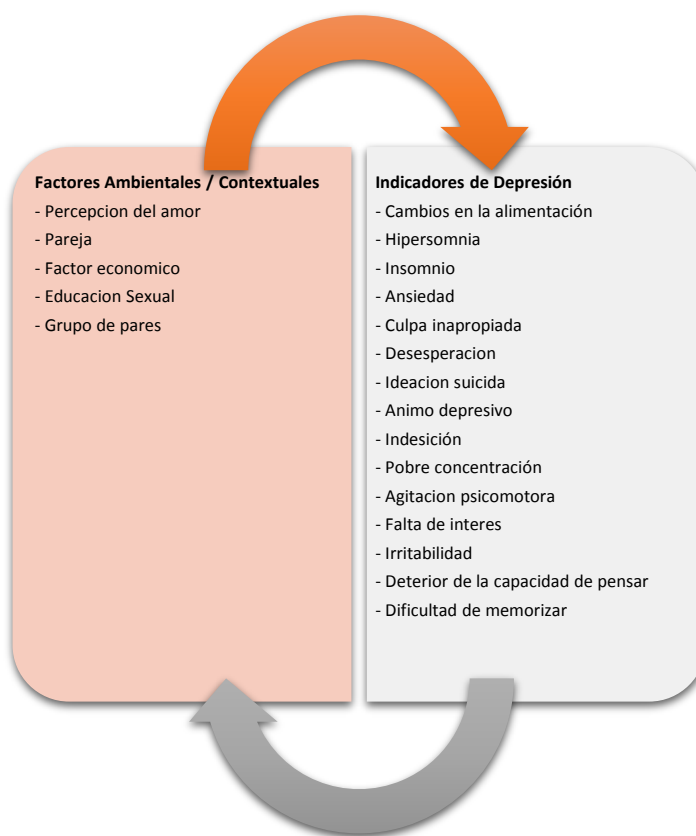 Factores Ambientales / Contextuales
- Percepcion del amor
- Pareja
- Factor economico
- Educacion Sexual
- Grupo de pares
Indicadores de Depresión
- Cambios en la alimentación
- Hipersomnia
- Insomnio
- Ansiedad
- Culpa inapropiada
- Desesperacion
- Ideacion suicida
- Animo depresivo
- Indesición
- Pobre concentración
- Agitacion psicomotora
- Falta de interes
- Irritabilidad
- Deterior de la capacidad de pensar
- Dificultad de memorizar